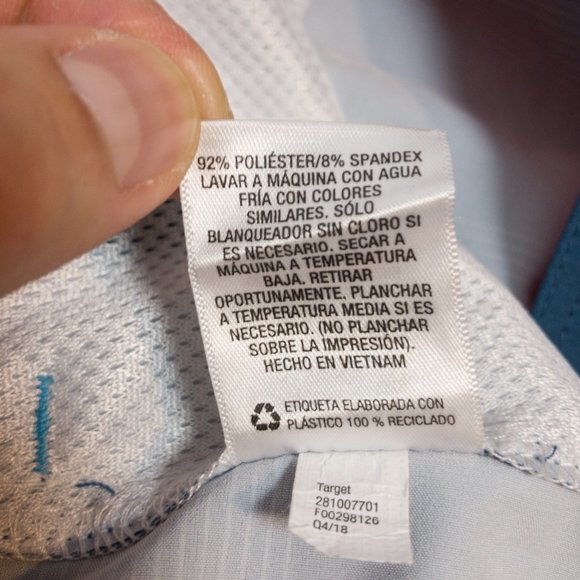 92% POLIÉSTER/8% SPANDEX
LAVAR A MÁQUINA CON AGUA
FRÍA CON COLORES
SIMILARES. SÓLO
BLANQUEADOR SIN CLORO SI
ES NECESARIO. SECAR A
MÁQUINA A TEMPERATURA
BAJA. RETIRAR
OPORTUNAMENTE. PLANCHAR
A TEMPERATURA MEDIA SI ES
NECESARIO. (NO PLANCHAR
SOBRE LA IMPRESIÓN).
HECHO EN VIETNAM
ETIQUETA ELABORADA CON
PLÁSTICO 100 % RECICLADO
Target
281007701
F00298126
Q4/18